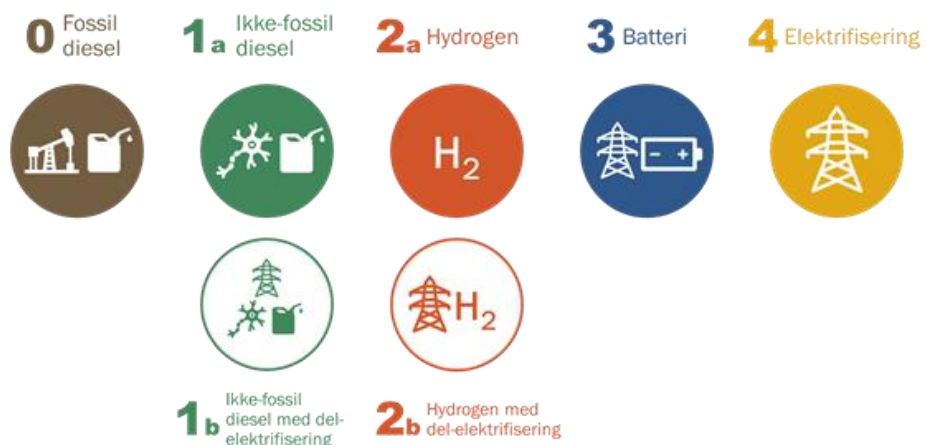 0 Fossil
diesel
1a Ikke-fossil
diesel
2a Hydrogen
3 Batteri
4 Elektrifisering
H2
H2
1b Ikke-fossil
diesel med del-
elektrifisering
2b Hydrogen med
del-elektrifisering